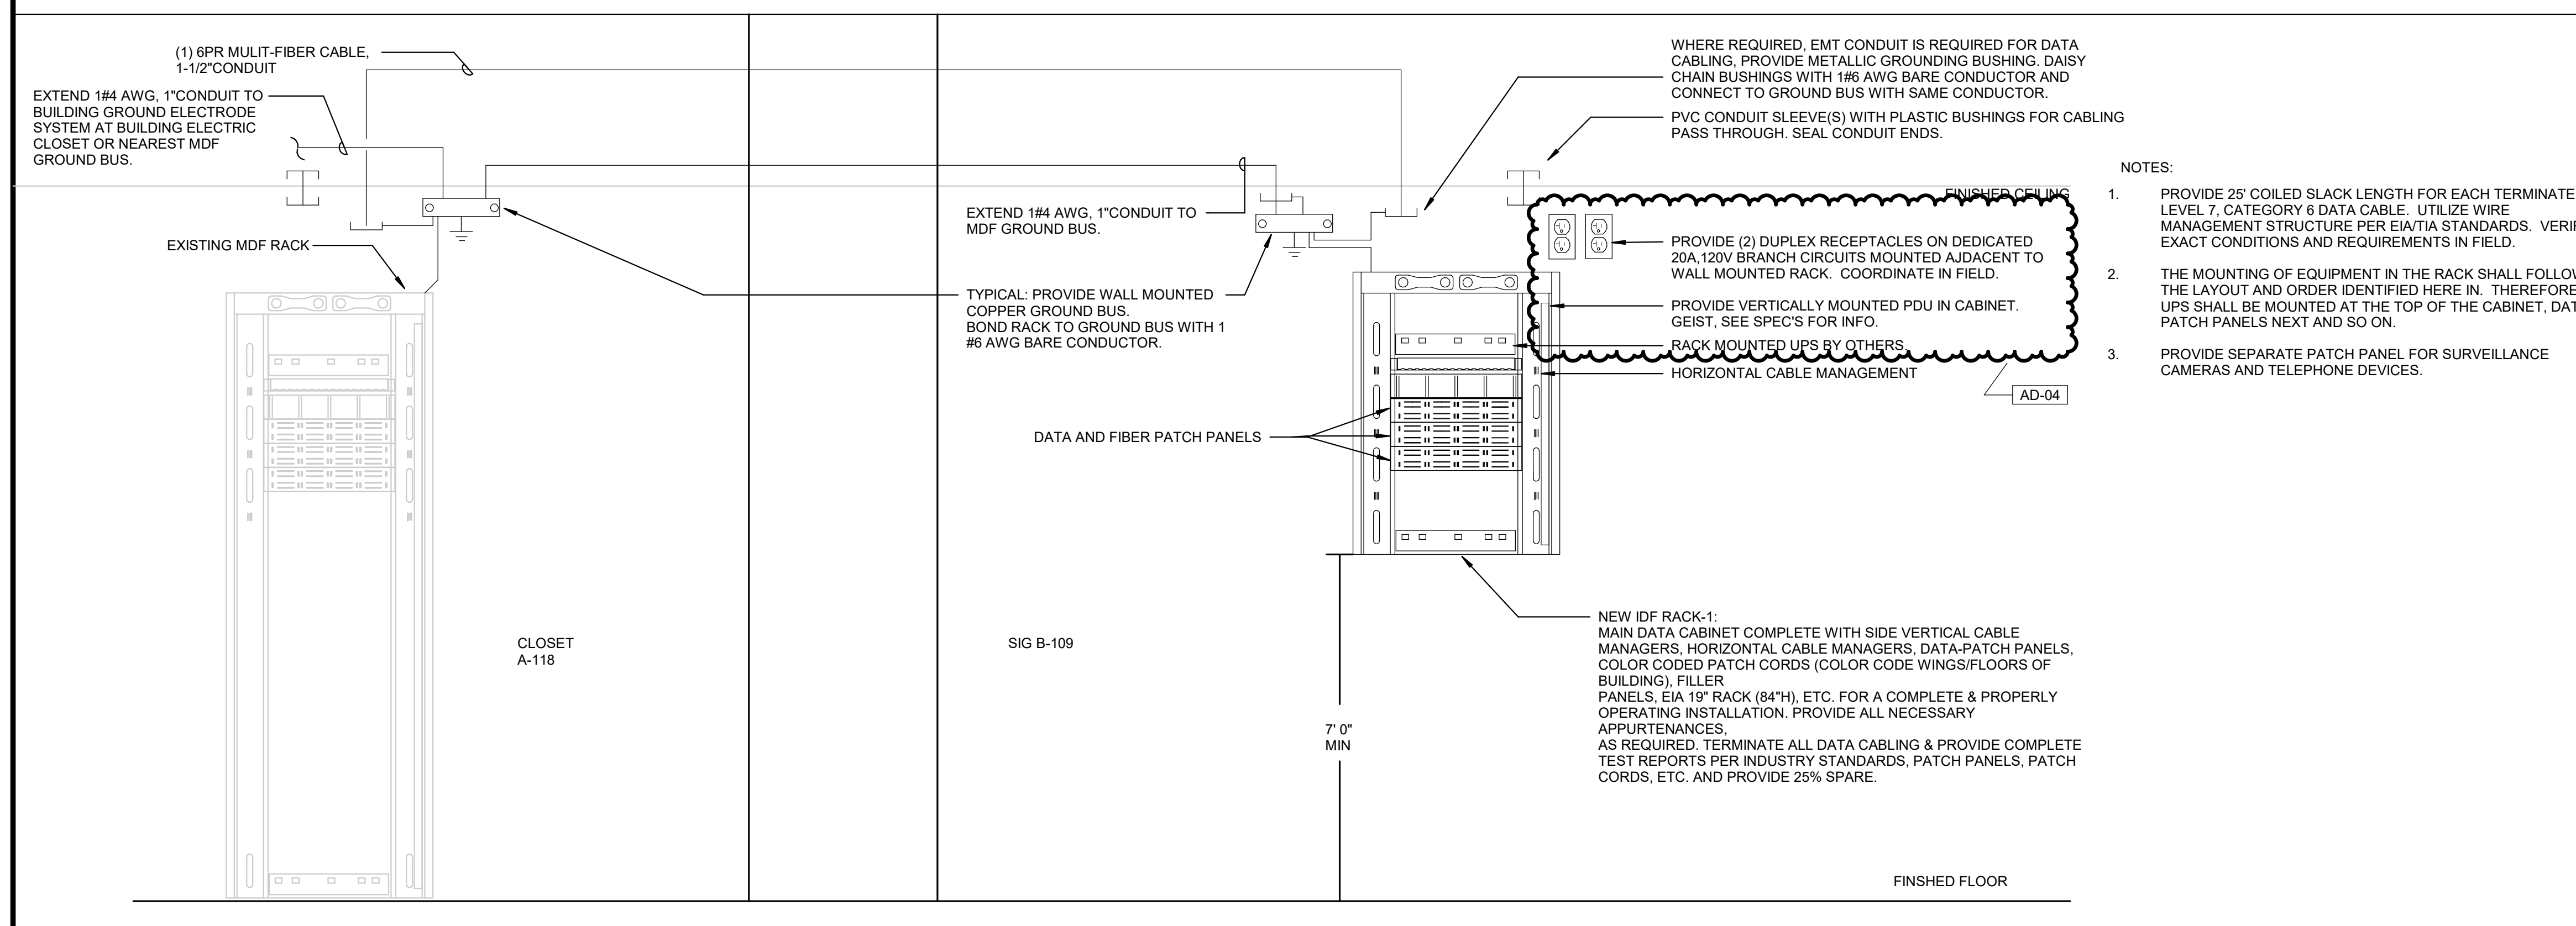 (1) 6PR MULIT-FIBER CABLE,
1-1/2"CONDUIT
EXTEND 1#4 AWG, 1"CONDUIT TO
BUILDING GROUND ELECTRODE
SYSTEM AT BUILDING ELECTRIC
CLOSET OR NEAREST MDF
GROUND BUS.
EXISTING MDF RACK
CLOSET
A-118
EXTEND 1#4 AWG, 1"CONDUIT TO
MDF GROUND BUS.
TYPICAL: PROVIDE WALL MOUNTED
COPPER GROUND BUS.
BOND RACK TO GROUND BUS WITH 1
#6 AWG BARE CONDUCTOR.
DATA AND FIBER PATCH PANELS
SIG B-109
7' 0"
MIN
WHERE REQUIRED, EMT CONDUIT IS REQUIRED FOR DATA
CABLING, PROVIDE METALLIC GROUNDING BUSHING. DAISY
CHAIN BUSHINGS WITH 1#6 AWG BARE CONDUCTOR AND
CONNECT TO GROUND BUS WITH SAME CONDUCTOR.
PVC CONDUIT SLEEVE(S) WITH PLASTIC BUSHINGS FOR CABLING
PASS THROUGH. SEAL CONDUIT ENDS.
FINISHED CEILING
PROVIDE (2) DUPLEX RECEPTACLES ON DEDICATED
20A,120V BRANCH CIRCUITS MOUNTED AJDACENT TO
WALL MOUNTED RACK. COORDINATE IN FIELD.
PROVIDE VERTICALLY MOUNTED PDU IN CABINET.
GEIST, SEE SPEC'S FOR INFO.
RACK MOUNTED UPS BY OTHERS.
HORIZONTAL CABLE MANAGEMENT
AD-04
NEW IDF RACK-1:
MAIN DATA CABINET COMPLETE WITH SIDE VERTICAL CABLE
MANAGERS, HORIZONTAL CABLE MANAGERS, DATA-PATCH PANELS,
COLOR CODED PATCH CORDS (COLOR CODE WINGS/FLOORS OF
BUILDING), FILLER
PANELS, EIA 19" RACK (84"H), ETC. FOR A COMPLETE & PROPERLY
OPERATING INSTALLATION. PROVIDE ALL NECESSARY
APPURTENANCES,
AS REQUIRED. TERMINATE ALL DATA CABLING & PROVIDE COMPLETE
TEST REPORTS PER INDUSTRY STANDARDS, PATCH PANELS, PATCH
CORDS, ETC. AND PROVIDE 25% SPARE.
FINSHED FLOOR
NOTES:
1. PROVIDE 25' COILED SLACK LENGTH FOR EACH TERMINATE
LEVEL 7, CATEGORY 6 DATA CABLE. UTILIZE WIRE
MANAGEMENT STRUCTURE PER EIA/TIA STANDARDS.
EXACT CONDITIONS AND REQUIREMENTS IN FIELD.
2. THE MOUNTING OF EQUIPMENT IN THE RACK SHALL
THE LAYOUT AND ORDER IDENTIFIED HERE IN. THEREFORE
UPS SHALL BE MOUNTED AT THE TOP OF THE CABINET,
PATCH PANELS NEXT AND SO ON.
3. PROVIDE SEPARATE PATCH PANEL FOR SURVEILLANCE
CAMERAS AND TELEPHONE DEVICES.